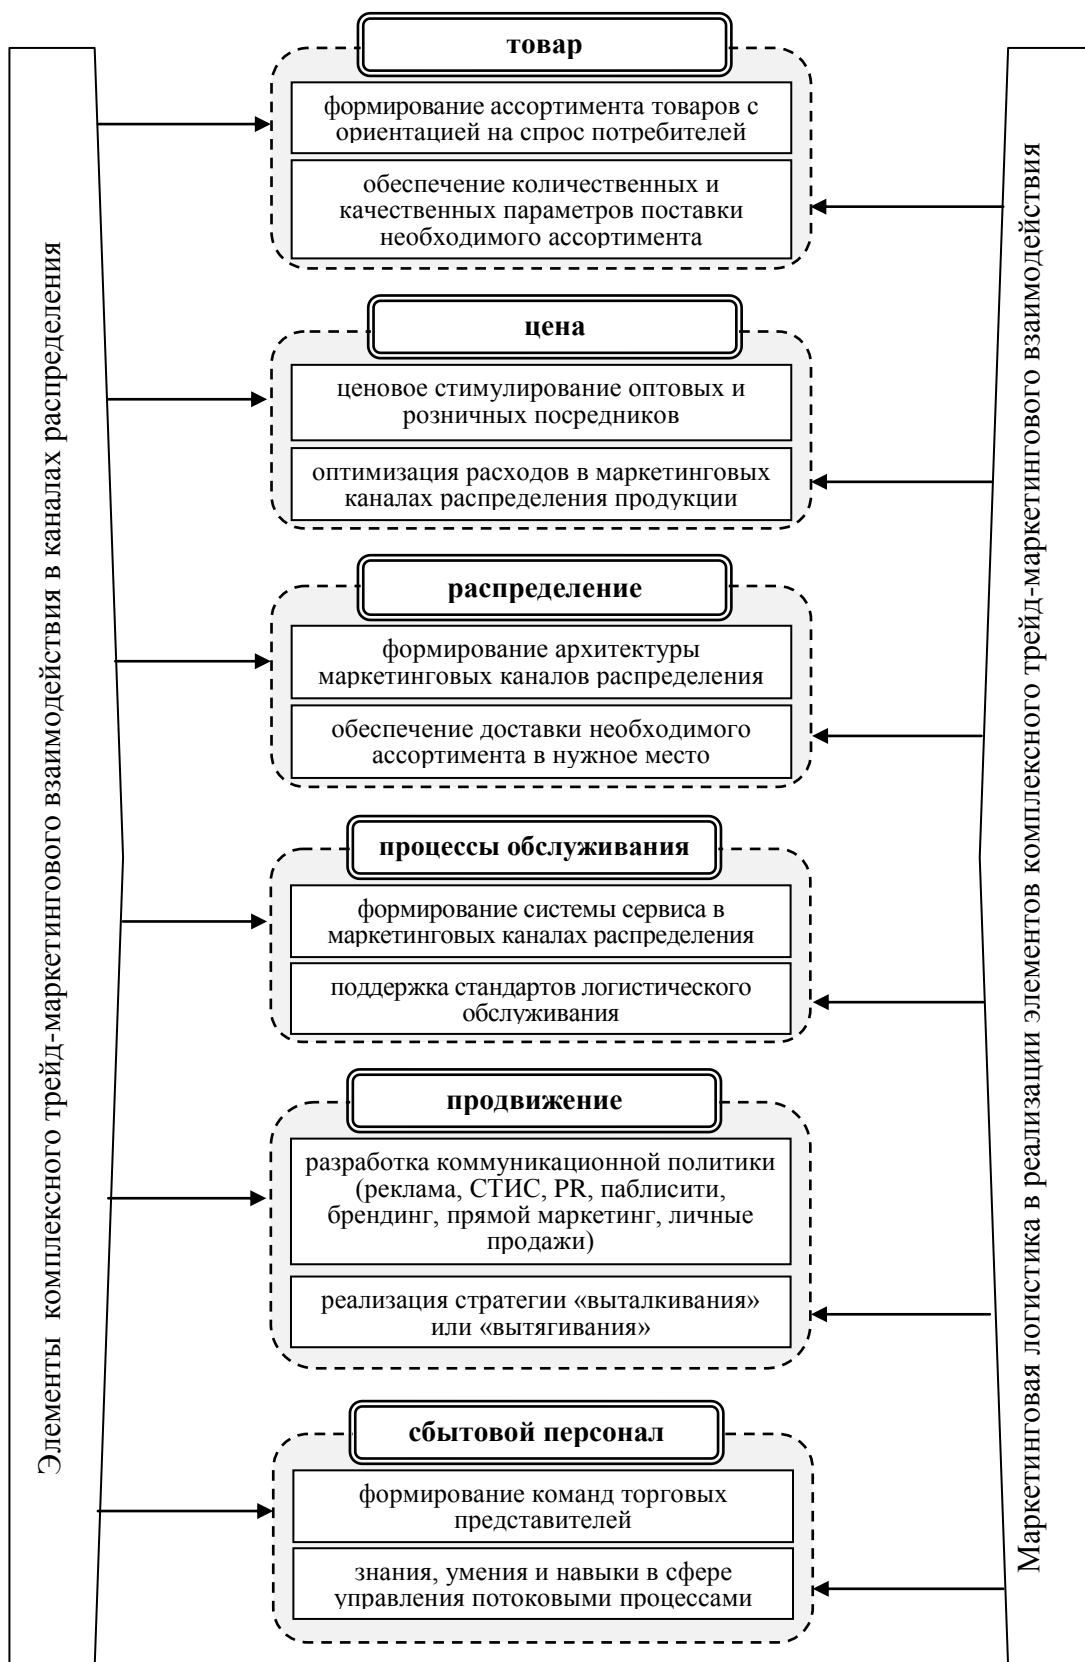 Элементы комплексного трейд-маркетингового взаимодействия в каналах распределения
товар
формирование ассортимента товаров с
ориентацией на спрос потребителей
обеспечение количественных и
качественных параметров поставки
необходимого ассортимента
цена
ценовое стимулирование оптовых и
розничных посредников
оптимизация расходов в маркетинговых
каналах распределения продукции
распределение
формирование архитектуры
маркетинговых каналов распределения
обеспечение доставки необходимого
ассортимента в нужное место
процессы обслуживания
формирование системы сервиса в
маркетинговых каналах распределения
поддержка стандартов логистического
обслуживания
продвижение
разработка коммуникационной политики
(реклама, СТИС, PR, паблисити,
брендинг, прямой маркетинг, личные
продажи)
реализация стратегии «выталкивания»
или «вытягивания»
сбытовой персонал
формирование команд торговых
представителей
знания, умения и навыки в сфере
управления потоковыми процессами
Маркетинговая логистика в реализации элементов комплексного трейд-маркетингового взаимодействия